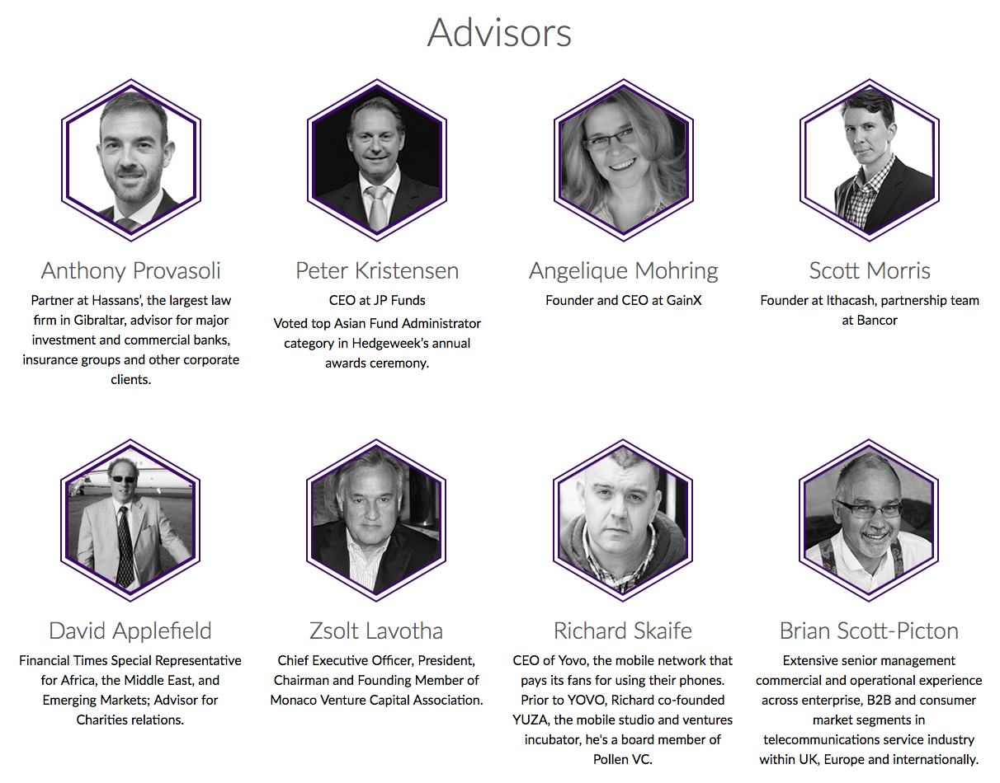 Advisors
Anthony Provasoli
Partner at Hassans’, the largest law
firm in Gibraltar, advisor for major
investment and commercial banks,
insurance groups and other corporate
clients.
Peter Kristensen
CEO at JP Funds
Voted top Asian Fund Administrator
category in Hedgeweek’s annual
awards ceremony.
Angelique Mohring
Founder and CEO at GainX
Scott Morris
Founder at Ithacash, partnership team
at Bancor
David Applefield
Financial Times Special Representative
for Africa, the Middle East, and
Emerging Markets; Advisor for
Charities relations.
Zsolt Lavotha
Chief Executive Officer, President,
Chairman and Founding Member of
Monaco Venture Capital Association.
Richard Skaife
CEO of Yovo, the mobile network that
pays its fans for using their phones.
Prior to YOVO, Richard co-founded
YUZA, the mobile studio and ventures
incubator, he's a board member of
Pollen VC.
Brian Scott-Picton
Extensive senior management
commercial and operational experience
across enterprise, B2B and consumer
market segments in
telecommunications service industry
within UK, Europe and internationally.